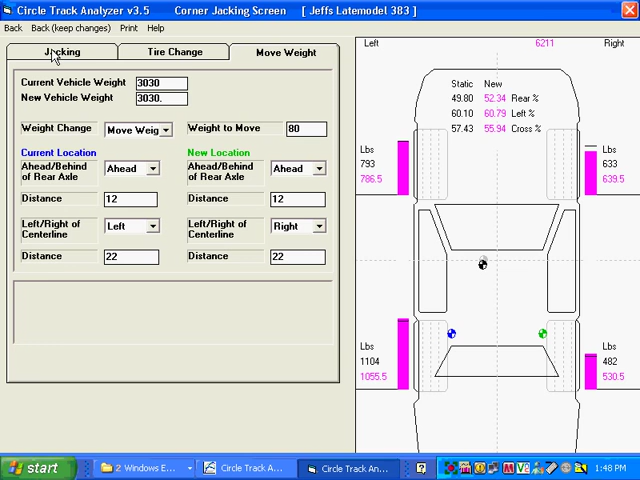 Circle Track Analyzer v3.5 Corner Jacking Screen [ Jeffs Latemodel 383 ]
Back Back (keep changes) Print Help
Jacking Tire Change Move Weight
Current Vehicle Weight 3030
New Vehicle Weight 3030.
Weight Change Move Weig Weight to Move 80
Current Location New Location
Ahead/Behind of Rear Axle Ahead Ahead/Behind of Rear Axle Ahead
Distance 12 Distance 12
Left/Right of Centerline Left Left/Right of Centerline Right
Distance 22 Distance 22
Left 6211 Right
Static New
49.80 52.34 Rear %
60.10 60.79 Left %
57.43 55.94 Cross %
Lbs Lbs
793 633
786.5 639.5
Lbs Lbs
1104 482
1055.5 530.5
start 2 Windows E... Circle Track A... Circle Track An... 1:48 PM